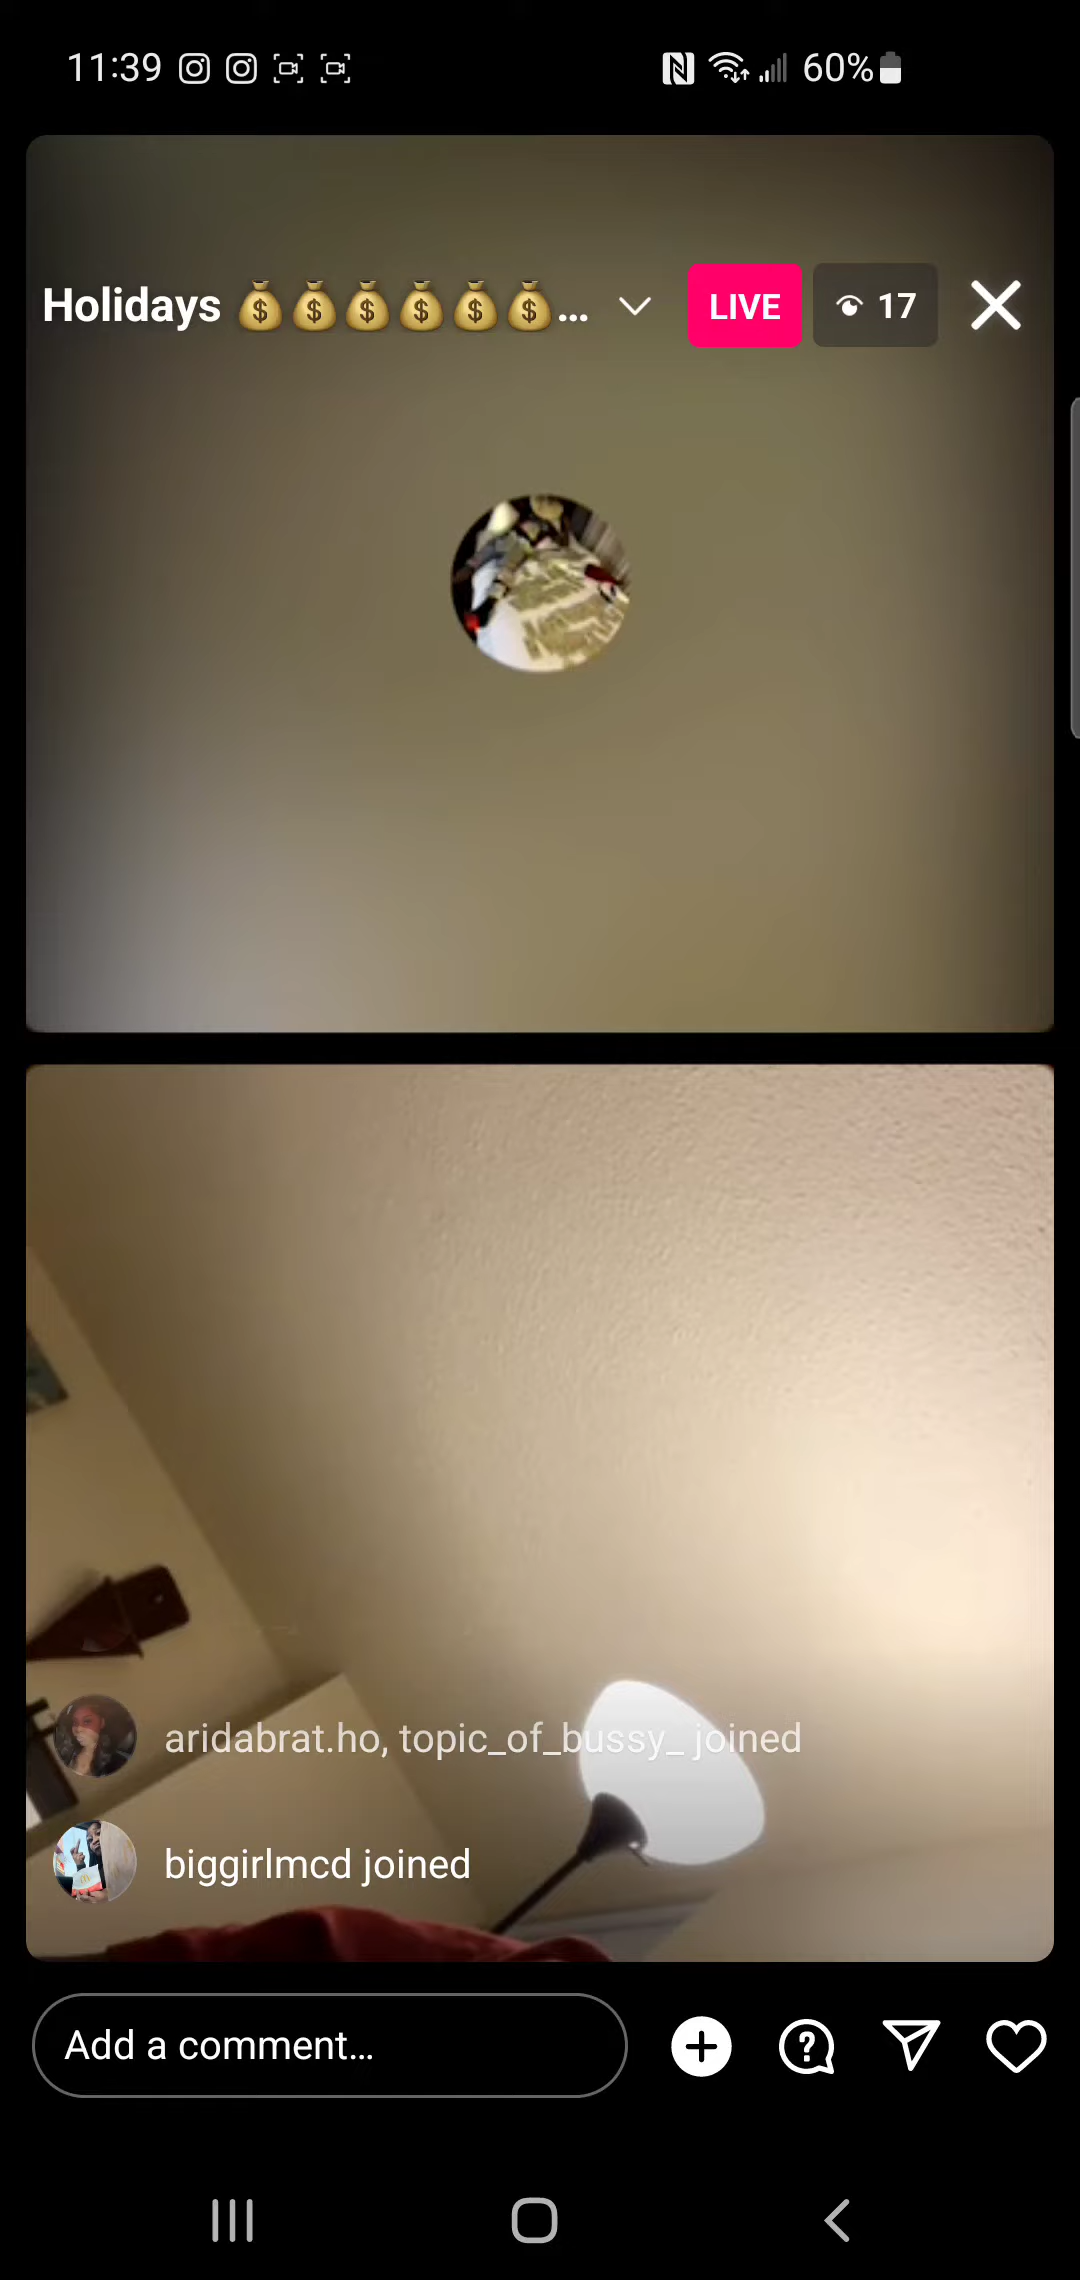 11:39 60%
Holidays 💰💰💰💰💰💰... LIVE 17
aridabrat.ho, topic_of_bussy_ joined
biggirlmcd joined
Add a comment...